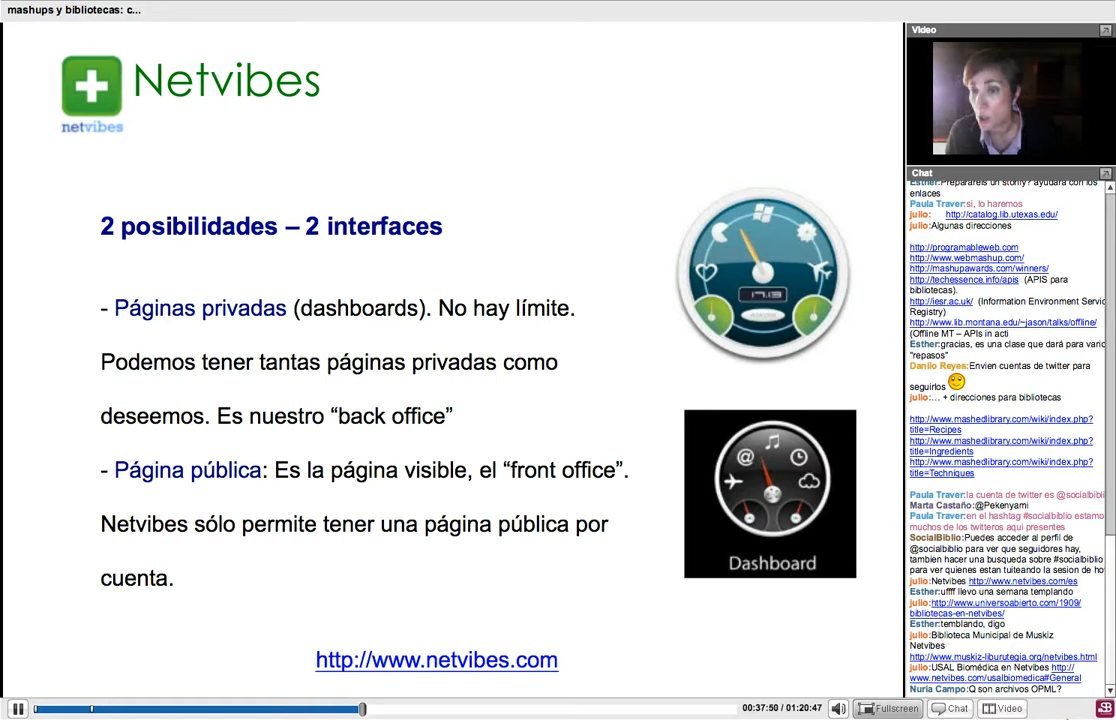 mashups y bibliotecas: c...
Netvibes
netvibes
2 posibilidades – 2 interfaces
- Páginas privadas (dashboards). No hay límite.
Podemos tener tantas páginas privadas como
deseemos. Es nuestro “back office”
- Página pública: Es la página visible, el “front office”.
Netvibes sólo permite tener una página pública por
cuenta.
http://www.netvibes.com
17.13
Dashboard
Video
Chat
Esther:Preparareis un storify? ayudara con los
enlaces
Paula Traver:si, lo haremos
julio: http://catalog.lib.utexas.edu/
julio:Algunas direcciones
http://programableweb.com
http://www.webmashup.com/
http://mashupawards.com/winners/
http://techessence.info/apis (APIS para
bibliotecas).
http://iesr.ac.uk/ (Information Environment Servic
Registry)
http://www.lib.montana.edu/~jason/talks/offline/
(Offline MT – APIs in acti
Esther:gracias, es una clase que dará para vario
"repasos"
Danilo Reyes:Envien cuentas de twitter para
seguirlos
julio:... + direcciones para bibliotecas
http://www.mashedlibrary.com/wiki/index.php?
title=Recipes
http://www.mashedlibrary.com/wiki/index.php?
title=Ingredients
http://www.mashedlibrary.com/wiki/index.php?
title=Techniques
Paula Traver:la cuenta de twitter es @socialbibli
Marta Castaño:@Pekenyami
Paula Traver:en el hashtag #socialbiblio estamo
muchos de los twitteros aqui presentes
SocialBiblio:Puedes acceder al perfil de
@socialbiblio para ver que seguidores hay,
tambien hacer una busqueda sobre #socialbiblio
para ver quienes estan tuiteando la sesion de ho
julio:Netvibes http://www.netvibes.com/es
Esther:uffff llevo una semana templando
julio:http://www.universoabierto.com/1909/
bibliotecas-en-netvibes/
Esther:temblando, digo
julio:Biblioteca Municipal de Muskiz
Netvibes
http://www.muskiz-liburutegia.org/netvibes.html
julio:USAL Biomédica en Netvibes http://
www.netvibes.com/usalbiomedica#General
Nuria Campo:Q son archivos OPML?
00:37:50 / 01:20:47
Fullscreen
Chat
Video